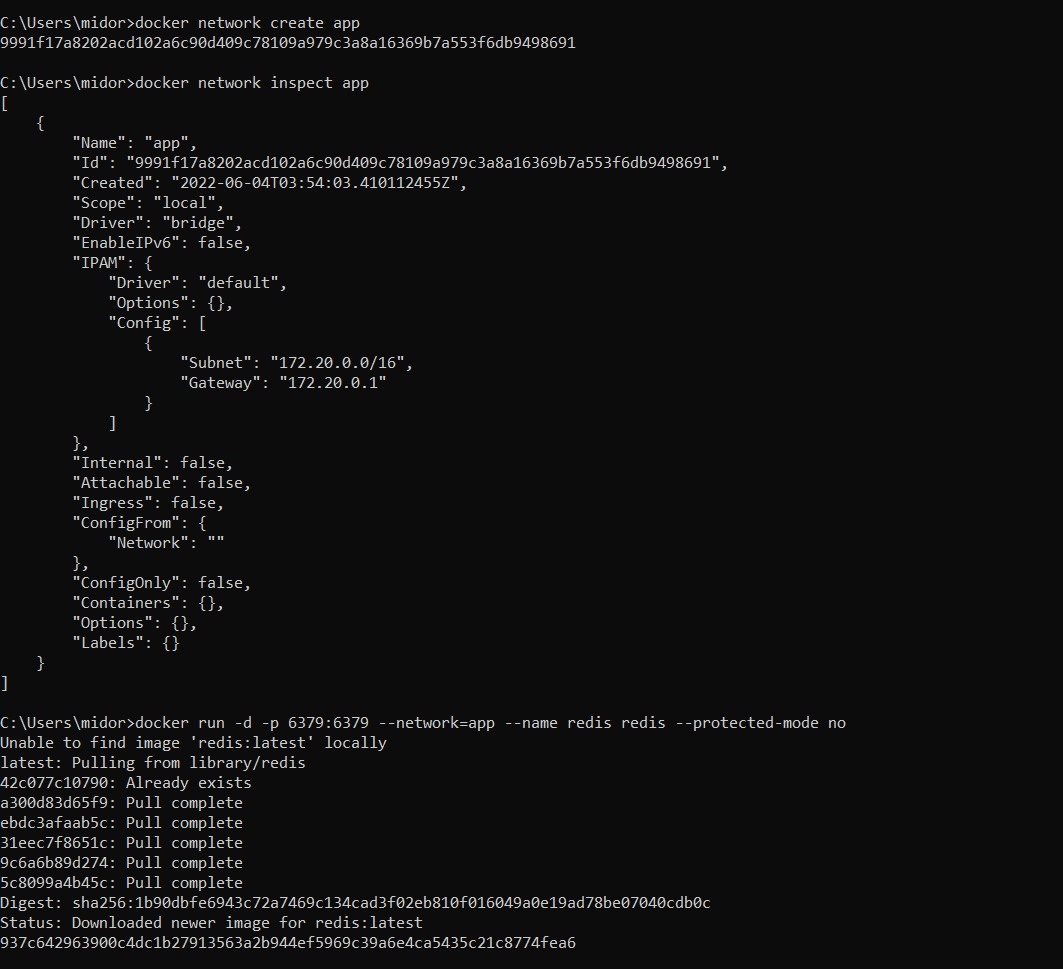 C:\Users\midor>docker network create app
9991f17a8202acd102a6c90d409c78109a979c3a8a16369b7a553f6db9498691
C:\Users\midor>docker network inspect app
[
    {
        "Name": "app",
        "Id": "9991f17a8202acd102a6c90d409c78109a979c3a8a16369b7a553f6db9498691",
        "Created": "2022-06-04T03:54:03.410112455Z",
        "Scope": "local",
        "Driver": "bridge",
        "EnableIPv6": false,
        "IPAM": {
            "Driver": "default",
            "Options": {},
            "Config": [
                {
                    "Subnet": "172.20.0.0/16",
                    "Gateway": "172.20.0.1"
                }
            ]
        },
        "Internal": false,
        "Attachable": false,
        "Ingress": false,
        "ConfigFrom": {
            "Network": ""
        },
        "ConfigOnly": false,
        "Containers": {},
        "Options": {},
        "Labels": {}
    }
]
C:\Users\midor>docker run -d -p 6379:6379 --network=app --name redis redis --protected-mode no
Unable to find image 'redis:latest' locally
latest: Pulling from library/redis
42c077c10790: Already exists
a300d83d65f9: Pull complete
ebdc3afaab5c: Pull complete
31eec7f8651c: Pull complete
9c6a6b89d274: Pull complete
5c8099a4b45c: Pull complete
Digest: sha256:1b90dbfe6943c72a7469c134cad3f02eb810f016049a0e19ad78be07040cdb0c
Status: Downloaded newer image for redis:latest
937c642963900c4dc1b27913563a2b944ef5969c39a6e4ca5435c21c8774fea6